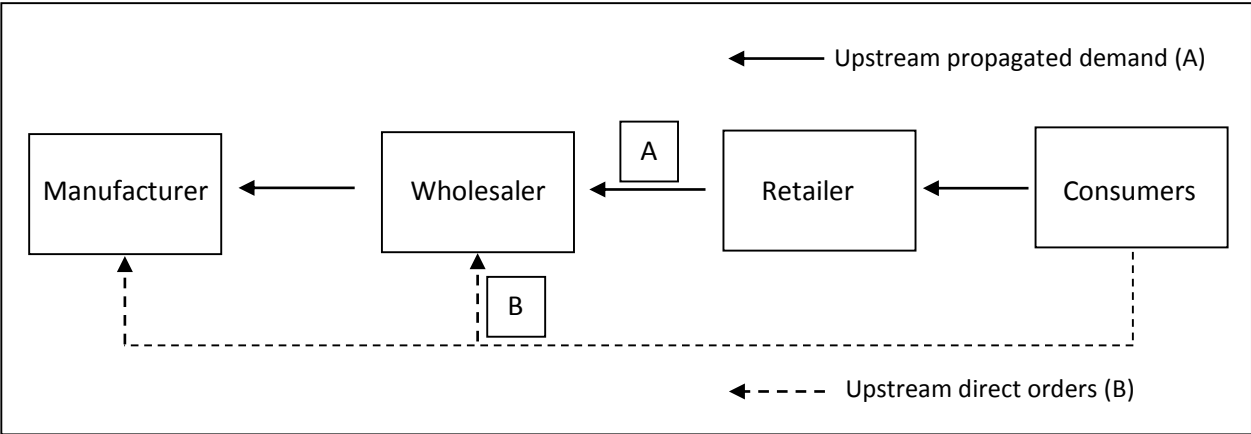 Upstream propagated demand (A)
A
Manufacturer
Wholesaler
Retailer
Consumers
B
Upstream direct orders (B)